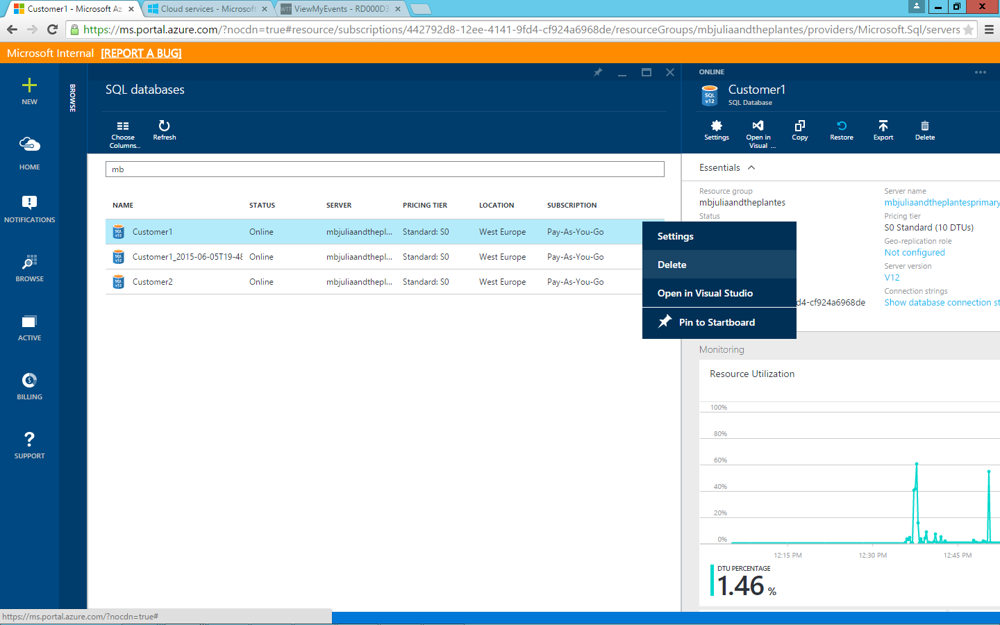 Customer1 - Microsoft Az
Cloud services - Microsoft
ViewMyEvents - RD000D3
https://ms.portal.azure.com/?nocdn=true#resource/subscriptions/442792d8-12ee-4141-9fd4-cf924a6968de/resourceGroups/mbjuliaandtheplantes/providers/Microsoft.Sql/servers
Microsoft Internal [REPORT A BUG]
NEW
HOME
NOTIFICATIONS
BROWSE
ACTIVE
BILLING
SUPPORT
BROWSE
SQL databases
Choose Columns...
Refresh
mb
NAME STATUS SERVER PRICING TIER LOCATION SUBSCRIPTION
Customer1 Online mbjuliaandthepl... Standard: S0 West Europe Pay-As-You-Go
Customer1_2015-06-05T19-48 Online mbjuliaandthepl... Standard: S0 West Europe Pay-As-You-Go
Customer2 Online mbjuliaandthepl... Standard: S0 West Europe Pay-As-You-Go
Settings
Delete
Open in Visual Studio
Pin to Startboard
ONLINE
Customer1
SQL Database
Settings
Open in Visual ...
Copy
Restore
Export
Delete
Essentials
Resource group
mbjuliaandtheplantes
Status
d4-cf924a6968de
Server name
mbjuliaandtheplantesprimary
Pricing tier
S0 Standard (10 DTUs)
Geo-replication role
Not configured
Server version
V12
Connection strings
Show database connection st
Monitoring
Resource Utilization
100%
80%
60%
40%
20%
0%
12:15 PM 12:30 PM 12:45 PM
DTU PERCENTAGE
1.46 %
https://ms.portal.azure.com/?nocdn=true#